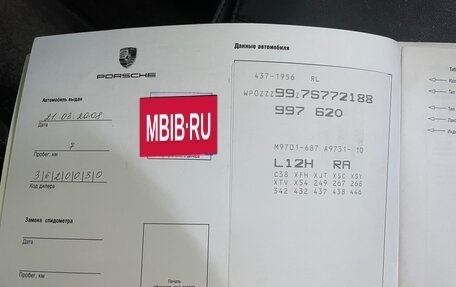 PORSCHE
Автомобиль выдан
21.03.2008
Дата
7
Пробег, км
3620030
Код дилера
MBIB.RU
Замена спидометра
Дата
Пробег, км
Печать
Данные автомобиля
437-1956 RL
WPOZZZ99Z7S772188
997 620
M9701-687 A9731- 10
L12H RA
C38 XFH XJT XSC XSY
XTV X54 249 267 268
342 432 437 438 446